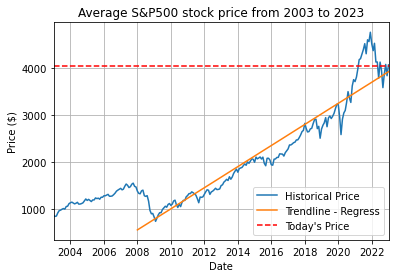 Average S&P500 stock price from 2003 to 2023
Price ($)
4000
3000
2000
1000
Historical Price
Trendline - Regress
Today's Price
2004
2006
2008
2010
2012
2014
2016
2018
2020
2022
Date